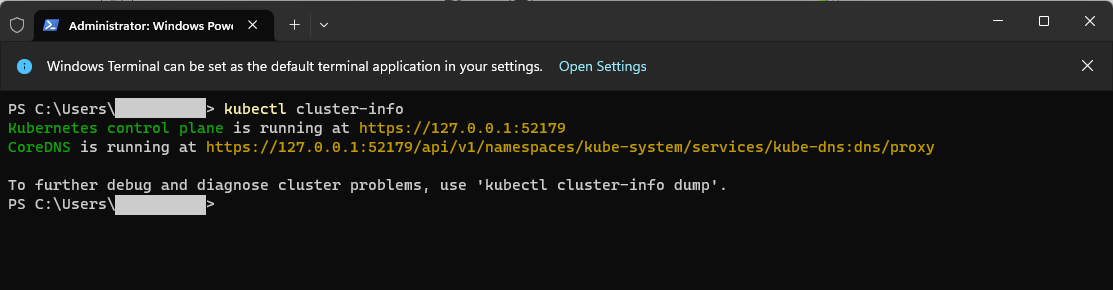 Administrator: Windows Powe
Windows Terminal can be set as the default terminal application in your settings. Open Settings
PS C:\Users\ > kubectl cluster-info
Kubernetes control plane is running at https://127.0.0.1:52179
CoreDNS is running at https://127.0.0.1:52179/api/v1/namespaces/kube-system/services/kube-dns:dns/proxy
To further debug and diagnose cluster problems, use 'kubectl cluster-info dump'.
PS C:\Users\ >